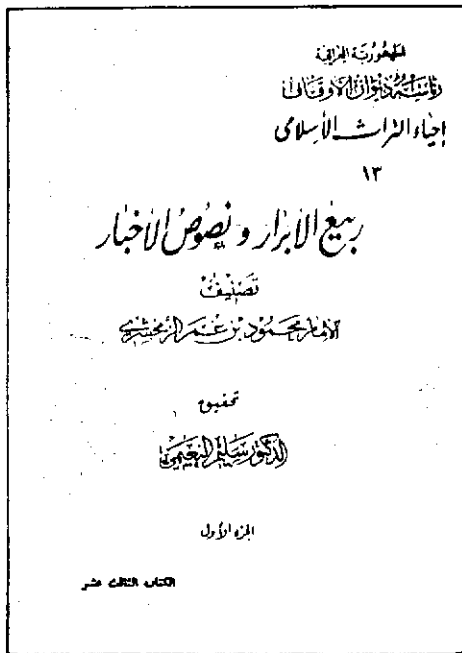 الجمهورية العراقية
رئاسة ديوان الأوقاف
إحياء التراث الأسلامى
١٣
ربيع الأبرار ونصوص الأخبار
تصنيف
الإمام محمود بن عمر الزمخشري
تحقيق
الدكتور سليم النعيمي
الجزء الأول
الكتاب الثالث عشر